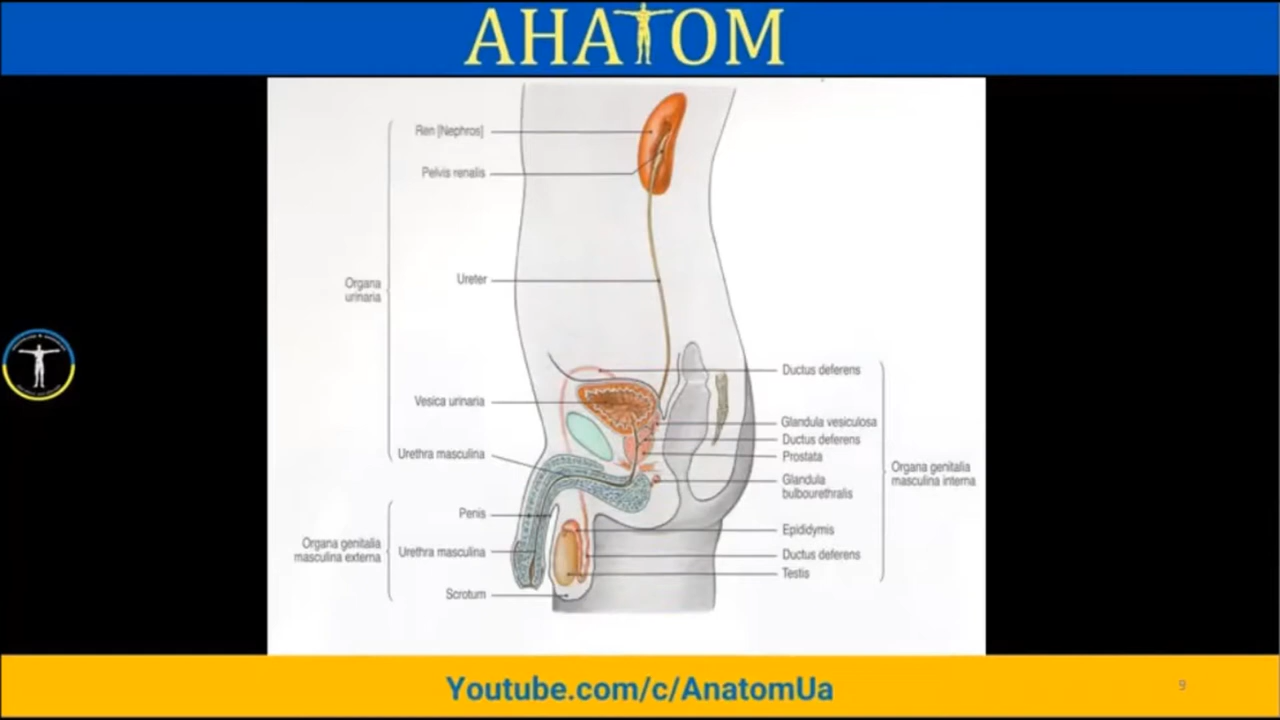 АНАТОМ
Ren [Nephros]
Pelvis renalis
Ureter
Organa
urinaria
Vesica urinaria
Urethra masculina
Penis
Organa genitalia
masculina externa
Urethra masculina
Scrotum
Ductus deferens
Glandula vesiculosa
Ductus deferens
Prostata
Glandula
bulbourethralis
Organa genitalia
masculina interna
Epididymis
Ductus deferens
Testis
Youtube.com/c/AnatomUa
9